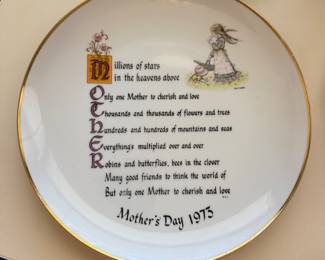 Millions of stars
in the heavens above
Only one Mother to cherish and love
Thousands and thousands of flowers and trees
Hundreds and hundreds of mountains and seas
Everything's multiplied over and over
Robins and butterflies, bees in the clover
Many good friends to think the world of
But only one Mother to cherish and love
Mother's Day 1973